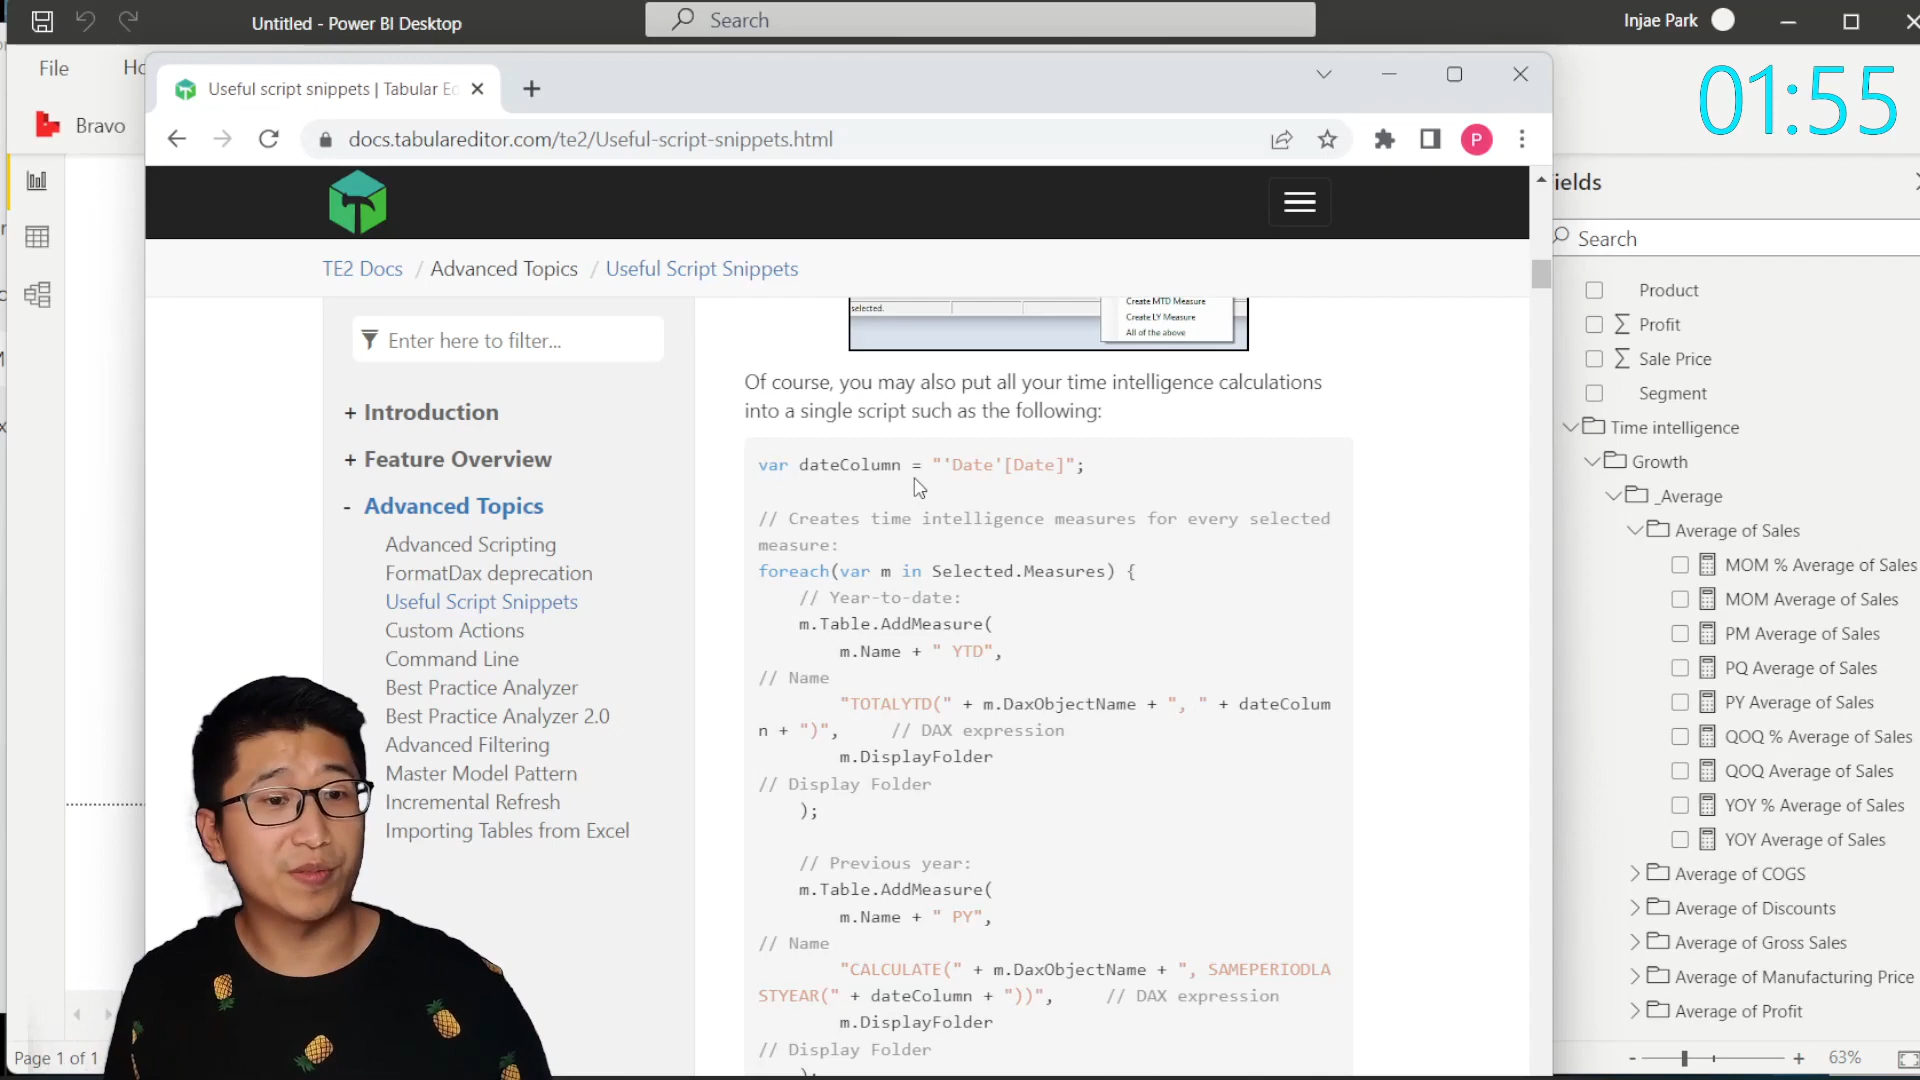 Untitled - Power BI Desktop
Search
Injae Park
File
Ho
01:55
Useful script snippets | Tabular Ed
Bravo
docs.tabulareditor.com/te2/Useful-script-snippets.html
P
ields
Search
TE2 Docs / Advanced Topics / Useful Script Snippets
selected.
Create MTD Measure
Create LY Measure
All of the above
Enter here to filter...
+ Introduction
+ Feature Overview
- Advanced Topics
Advanced Scripting
FormatDax deprecation
Useful Script Snippets
Custom Actions
Command Line
Best Practice Analyzer
Best Practice Analyzer 2.0
Advanced Filtering
Master Model Pattern
Incremental Refresh
Importing Tables from Excel
Of course, you may also put all your time intelligence calculations
into a single script such as the following:
var dateColumn = "'Date'[Date]";
// Creates time intelligence measures for every selected
measure:
foreach(var m in Selected.Measures) {
// Year-to-date:
m.Table.AddMeasure(
m.Name + " YTD",
// Name
"TOTALYTD(" + m.DaxObjectName + ", " + dateColum
n + ")", // DAX expression
m.DisplayFolder
// Display Folder
);
// Previous year:
m.Table.AddMeasure(
m.Name + " PY",
// Name
"CALCULATE(" + m.DaxObjectName + ", SAMEPERIODLA
STYEAR(" + dateColumn + "))", // DAX expression
m.DisplayFolder
// Display Folder
);
Product
Profit
Sale Price
Segment
Time intelligence
Growth
_Average
Average of Sales
MOM % Average of Sales
MOM Average of Sales
PM Average of Sales
PQ Average of Sales
PY Average of Sales
QOQ % Average of Sales
QOQ Average of Sales
YOY % Average of Sales
YOY Average of Sales
Average of COGS
Average of Discounts
Average of Gross Sales
Average of Manufacturing Price
Average of Profit
Page 1 of 1
- + 63%